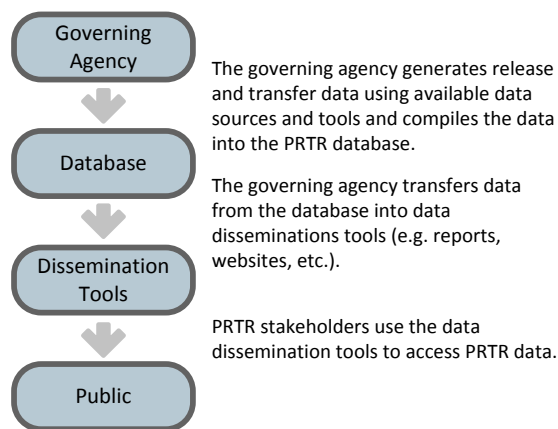 Governing
Agency
The governing agency generates release
and transfer data using available data
sources and tools and compiles the data
into the PRTR database.
Database
The governing agency transfers data
from the database into data
disseminations tools (e.g. reports,
websites, etc.).
Dissemination
Tools
PRTR stakeholders use the data
dissemination tools to access PRTR data.
Public